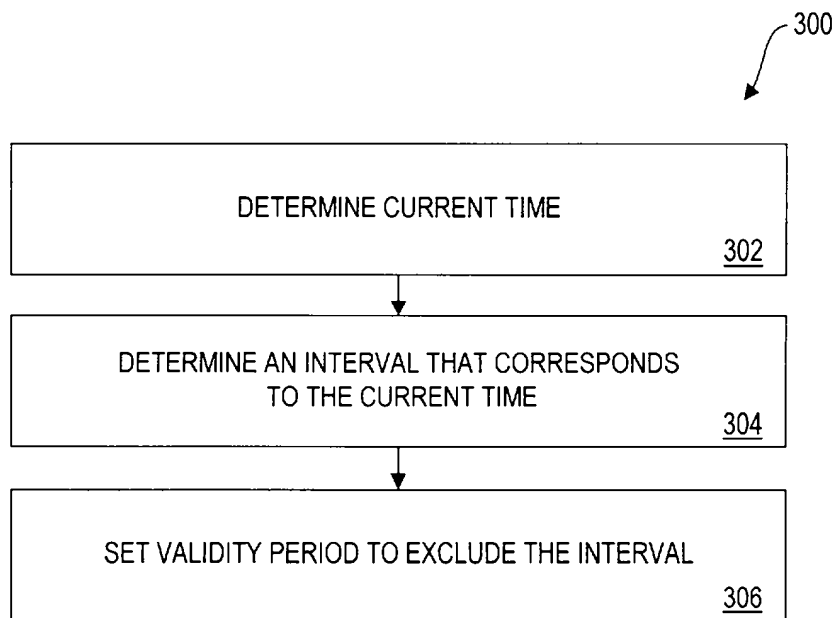 300
DETERMINE CURRENT TIME
302
DETERMINE AN INTERVAL THAT CORRESPONDS
TO THE CURRENT TIME
304
SET VALIDITY PERIOD TO EXCLUDE THE INTERVAL
306